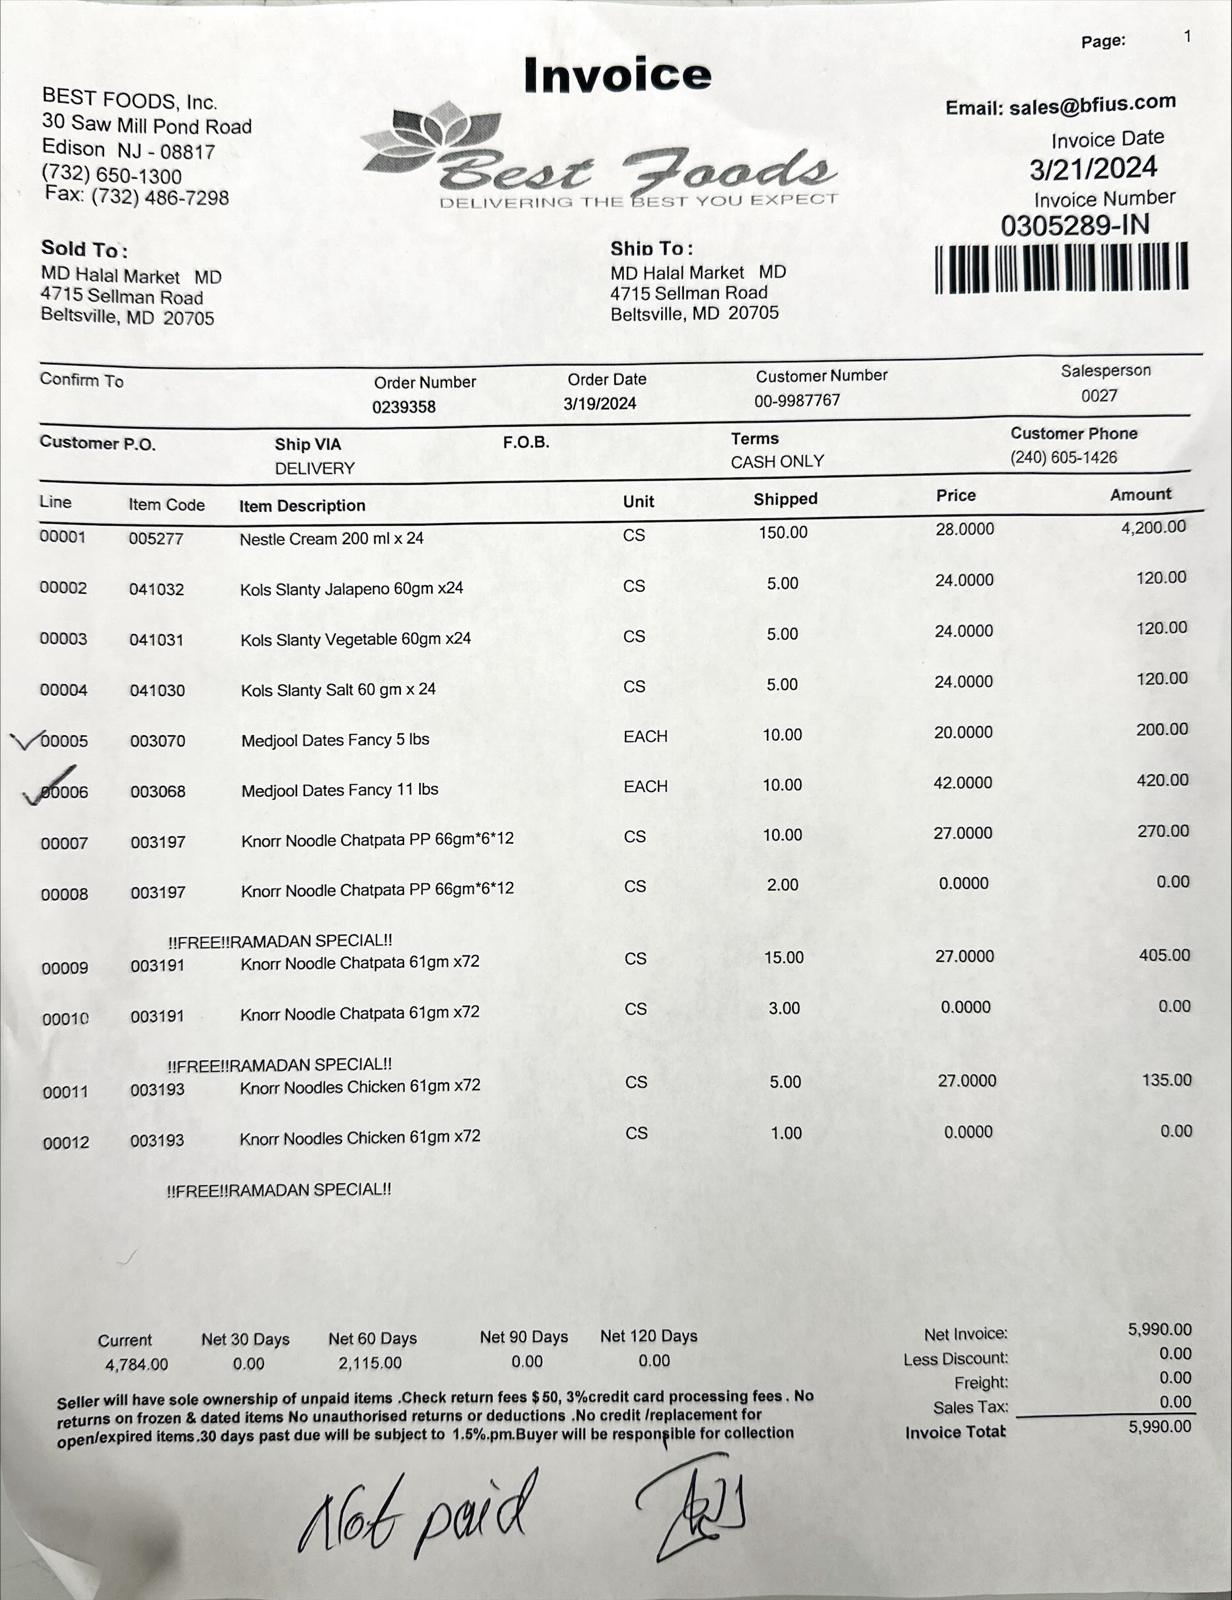 Page: 1
Invoice
BEST FOODS, Inc.
30 Saw Mill Pond Road
Edison NJ - 08817
(732) 650-1300
Fax: (732) 486-7298
Best Foods
DELIVERING THE BEST YOU EXPECT
Email: sales@bfius.com
Invoice Date
3/21/2024
Invoice Number
0305289-IN
Sold To :
MD Halal Market MD
4715 Sellman Road
Beltsville, MD 20705
Ship To :
MD Halal Market MD
4715 Sellman Road
Beltsville, MD 20705
Confirm To Order Number Order Date Customer Number Salesperson
0239358 3/19/2024 00-9987767 0027
Customer P.O. Ship VIA F.O.B. Terms Customer Phone
DELIVERY CASH ONLY (240) 605-1426
Line Item Code Item Description Unit Shipped Price Amount
00001 005277 Nestle Cream 200 ml x 24 CS 150.00 28.0000 4,200.00
00002 041032 Kols Slanty Jalapeno 60gm x24 CS 5.00 24.0000 120.00
00003 041031 Kols Slanty Vegetable 60gm x24 CS 5.00 24.0000 120.00
00004 041030 Kols Slanty Salt 60 gm x 24 CS 5.00 24.0000 120.00
00005 003070 Medjool Dates Fancy 5 lbs EACH 10.00 20.0000 200.00
00006 003068 Medjool Dates Fancy 11 lbs EACH 10.00 42.0000 420.00
00007 003197 Knorr Noodle Chatpata PP 66gm*6*12 CS 10.00 27.0000 270.00
00008 003197 Knorr Noodle Chatpata PP 66gm*6*12 CS 2.00 0.0000 0.00
!!FREE!!RAMADAN SPECIAL!!
00009 003191 Knorr Noodle Chatpata 61gm x72 CS 15.00 27.0000 405.00
00010 003191 Knorr Noodle Chatpata 61gm x72 CS 3.00 0.0000 0.00
!!FREE!!RAMADAN SPECIAL!!
00011 003193 Knorr Noodles Chicken 61gm x72 CS 5.00 27.0000 135.00
00012 003193 Knorr Noodles Chicken 61gm x72 CS 1.00 0.0000 0.00
!!FREE!!RAMADAN SPECIAL!!
Current Net 30 Days Net 60 Days Net 90 Days Net 120 Days
4,784.00 0.00 2,115.00 0.00 0.00
Net Invoice: 5,990.00
Less Discount: 0.00
Freight: 0.00
Sales Tax: 0.00
Invoice Total: 5,990.00
Seller will have sole ownership of unpaid items .Check return fees $50, 3%credit card processing fees . No
returns on frozen & dated items No unauthorised returns or deductions .No credit /replacement for
open/expired items.30 days past due will be subject to 1.5%.pm.Buyer will be responsible for collection
Not paid